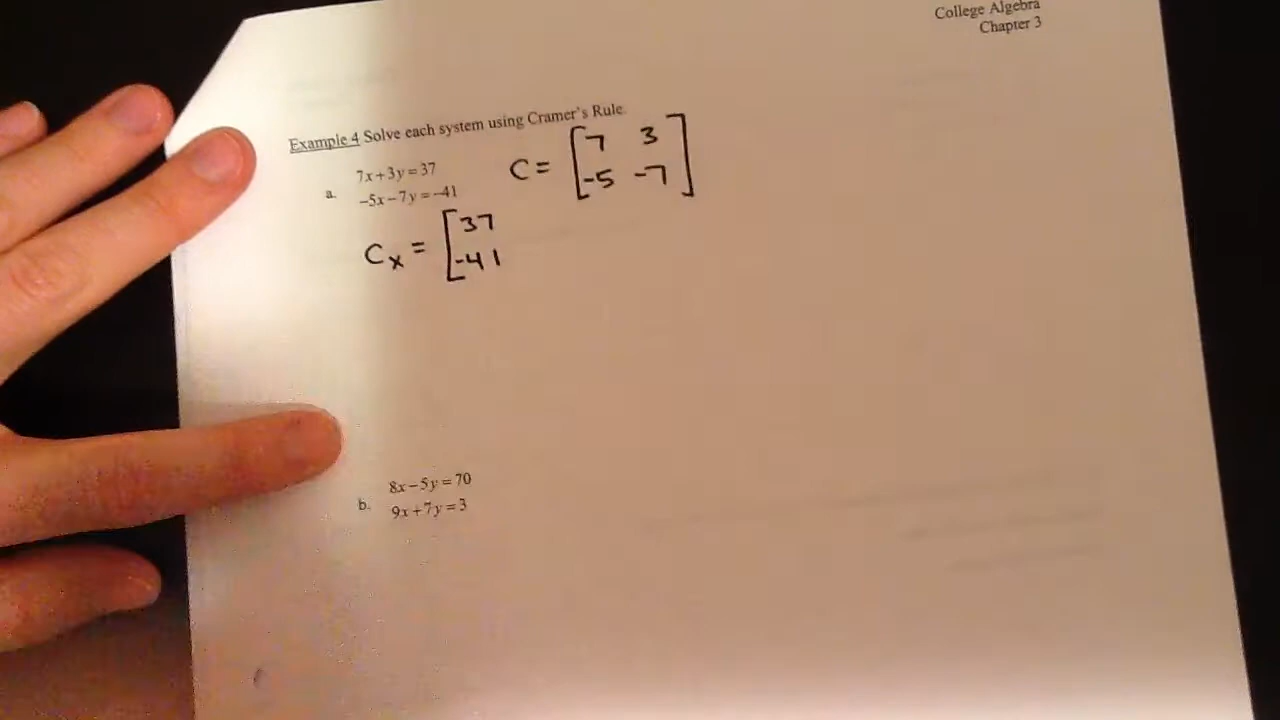 College Algebra
Chapter 3
Example 4 Solve each system using Cramer's Rule.
a. 7x+3y=37
-5x-7y=-41
C = [7 3
-5 -7]
Cx = [37
-41
b. 8x-5y=70
9x+7y=3